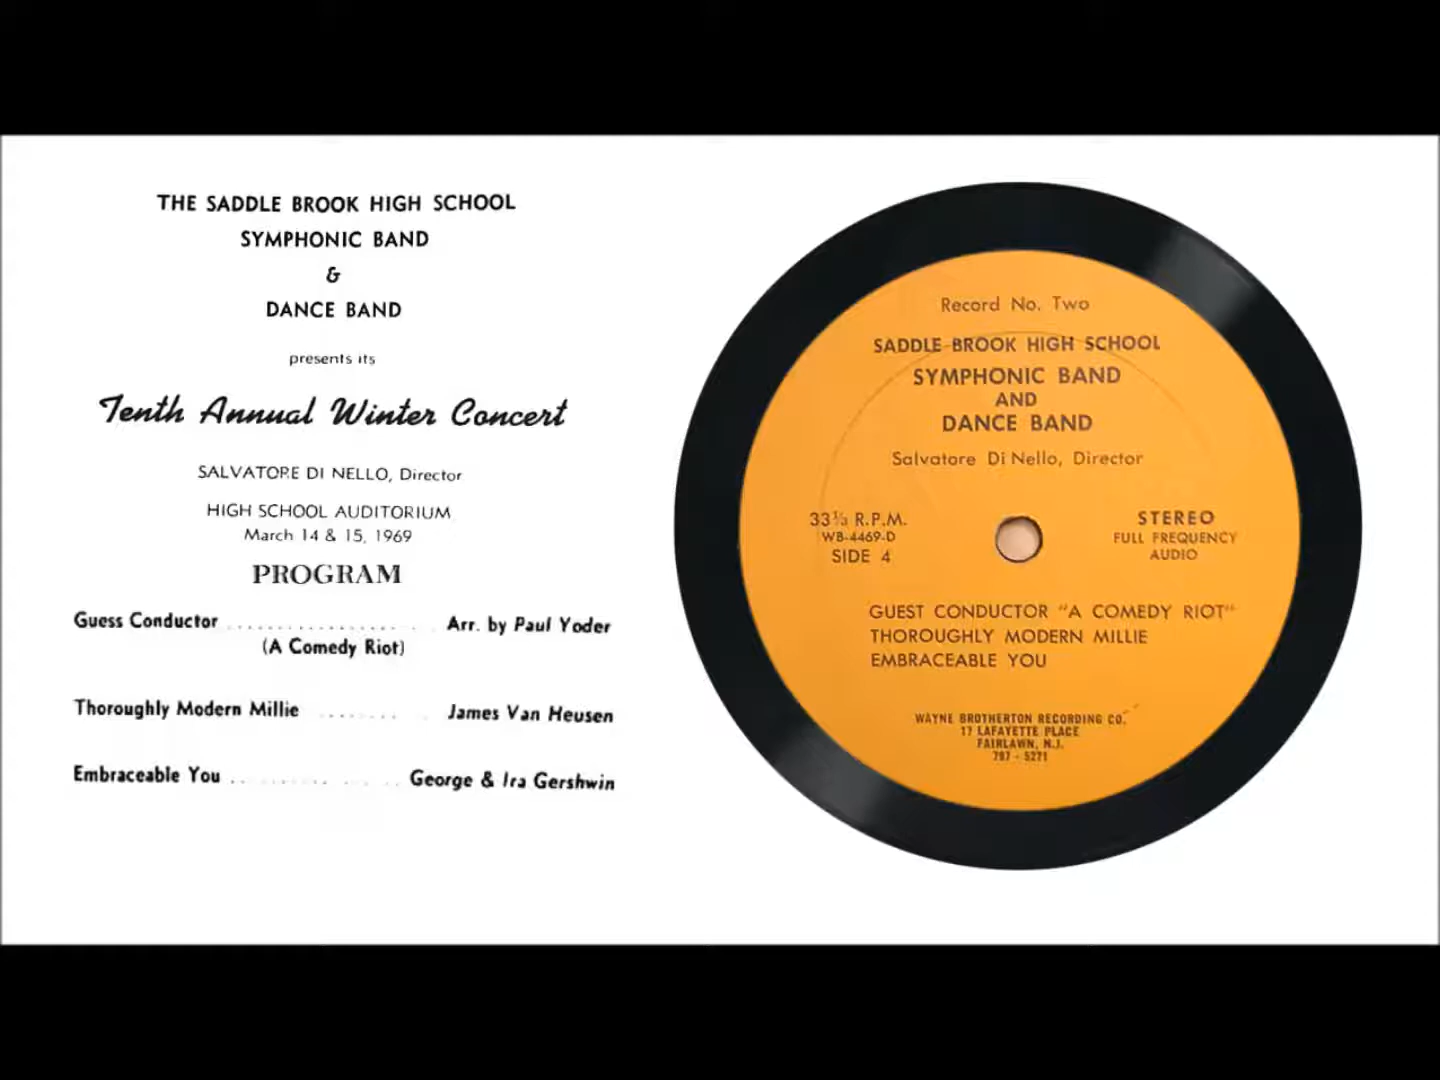 THE SADDLE BROOK HIGH SCHOOL
SYMPHONIC BAND
&
DANCE BAND
presents its
Tenth Annual Winter Concert
SALVATORE DI NELLO, Director
HIGH SCHOOL AUDITORIUM
March 14 & 15, 1969
PROGRAM
Guess Conductor .................... Arr. by Paul Yoder
(A Comedy Riot)
Thoroughly Modern Millie ......... James Van Heusen
Embraceable You .................. George & Ira Gershwin
Record No. Two
SADDLE BROOK HIGH SCHOOL
SYMPHONIC BAND
AND
DANCE BAND
Salvatore Di Nello, Director
33⅓ R.P.M.
WB-4469-D
SIDE 4
STEREO
FULL FREQUENCY
AUDIO
GUEST CONDUCTOR "A COMEDY RIOT"
THOROUGHLY MODERN MILLIE
EMBRACEABLE YOU
WAYNE BROTHERTON RECORDING CO.
17 LAFAYETTE PLACE
FAIRLAWN, N.J.
797 - 5271